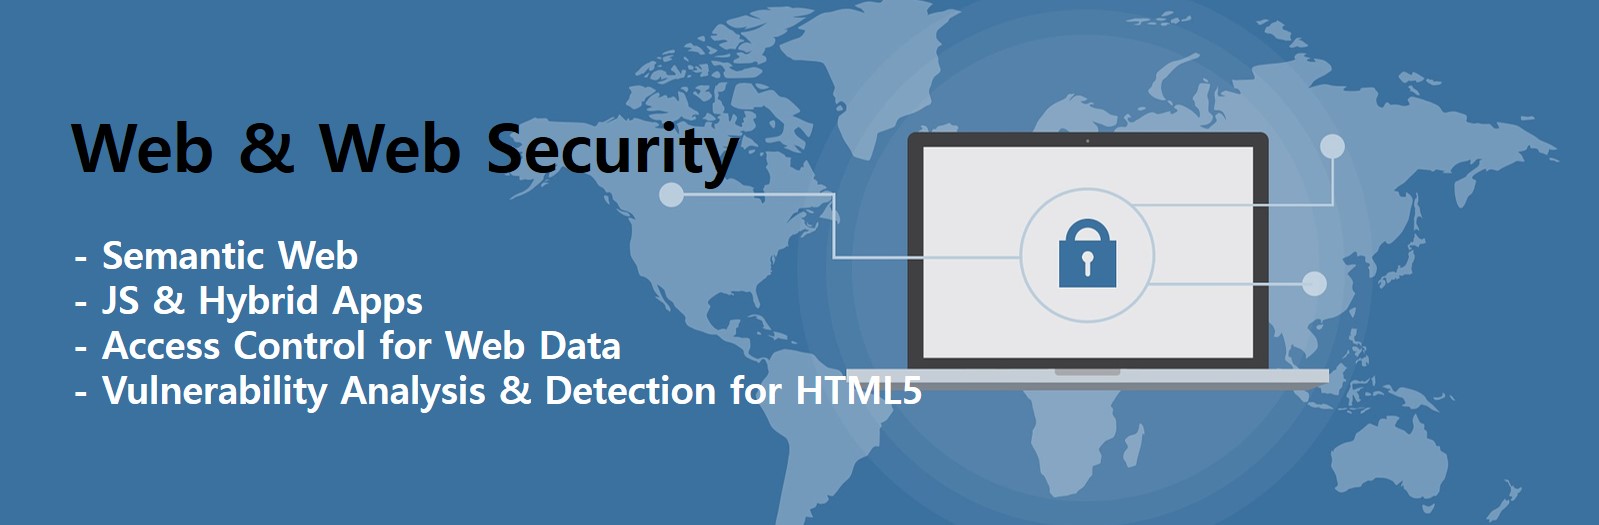 Web & Web Security
- Semantic Web
- JS & Hybrid Apps
- Access Control for Web Data
- Vulnerability Analysis & Detection for HTML5